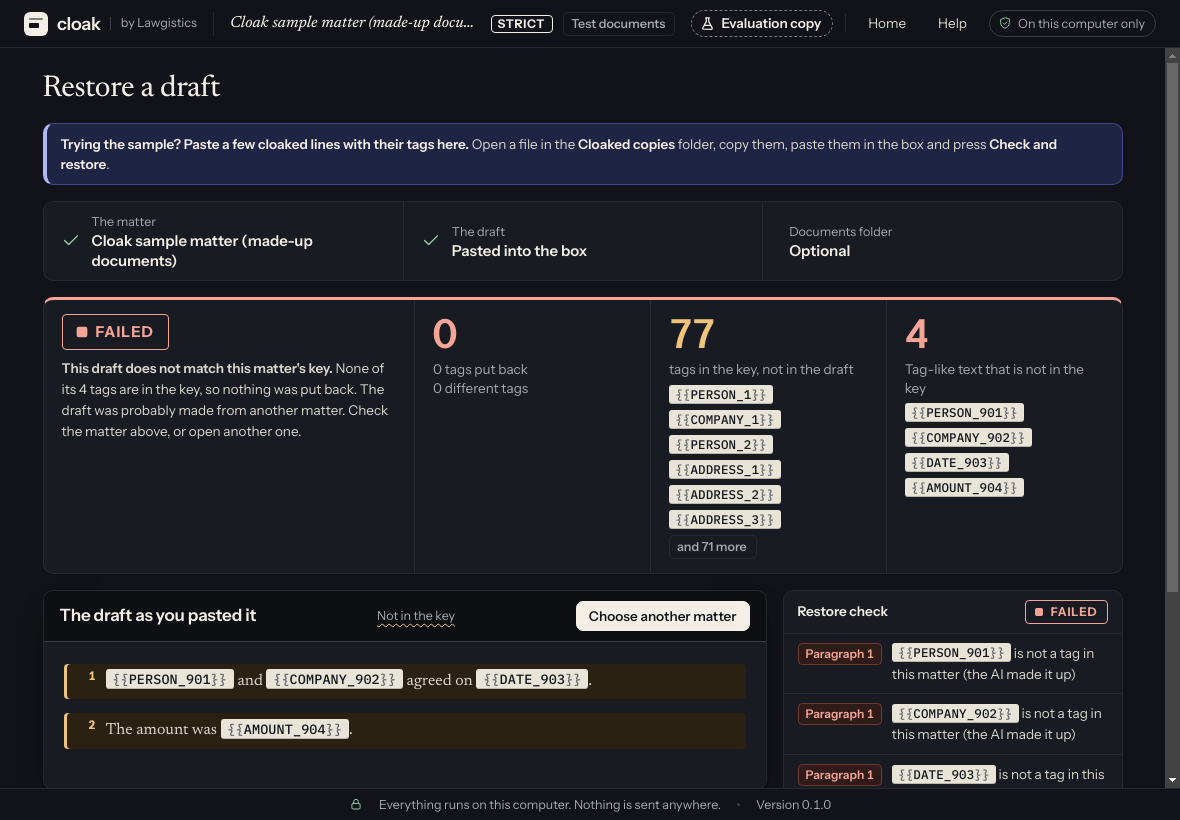 cloak by Lawgistics Cloak sample matter (made-up docu... STRICT Test documents Evaluation copy Home Help On this computer only
Restore a draft
Trying the sample? Paste a few cloaked lines with their tags here. Open a file in the Cloaked copies folder, copy them, paste them in the box and press Check and
restore.
The matter
Cloak sample matter (made-up
documents)
The draft
Pasted into the box
Documents folder
Optional
FAILED
This draft does not match this matter's key. None of
its 4 tags are in the key, so nothing was put back. The
draft was probably made from another matter. Check
the matter above, or open another one.
0
0 tags put back
0 different tags
77
tags in the key, not in the draft
{{PERSON_1}}
{{COMPANY_1}}
{{PERSON_2}}
{{ADDRESS_1}}
{{ADDRESS_2}}
{{ADDRESS_3}}
and 71 more
4
Tag-like text that is not in the
key
{{PERSON_901}}
{{COMPANY_902}}
{{DATE_903}}
{{AMOUNT_904}}
The draft as you pasted it Not in the key Choose another matter
1 {{PERSON_901}} and {{COMPANY_902}} agreed on {{DATE_903}}.
2 The amount was {{AMOUNT_904}}.
Restore check FAILED
Paragraph 1 {{PERSON_901}} is not a tag in
this matter (the AI made it up)
Paragraph 1 {{COMPANY_902}} is not a tag in
this matter (the AI made it up)
Paragraph 1 {{DATE_903}} is not a tag in this
Everything runs on this computer. Nothing is sent anywhere. · Version 0.1.0